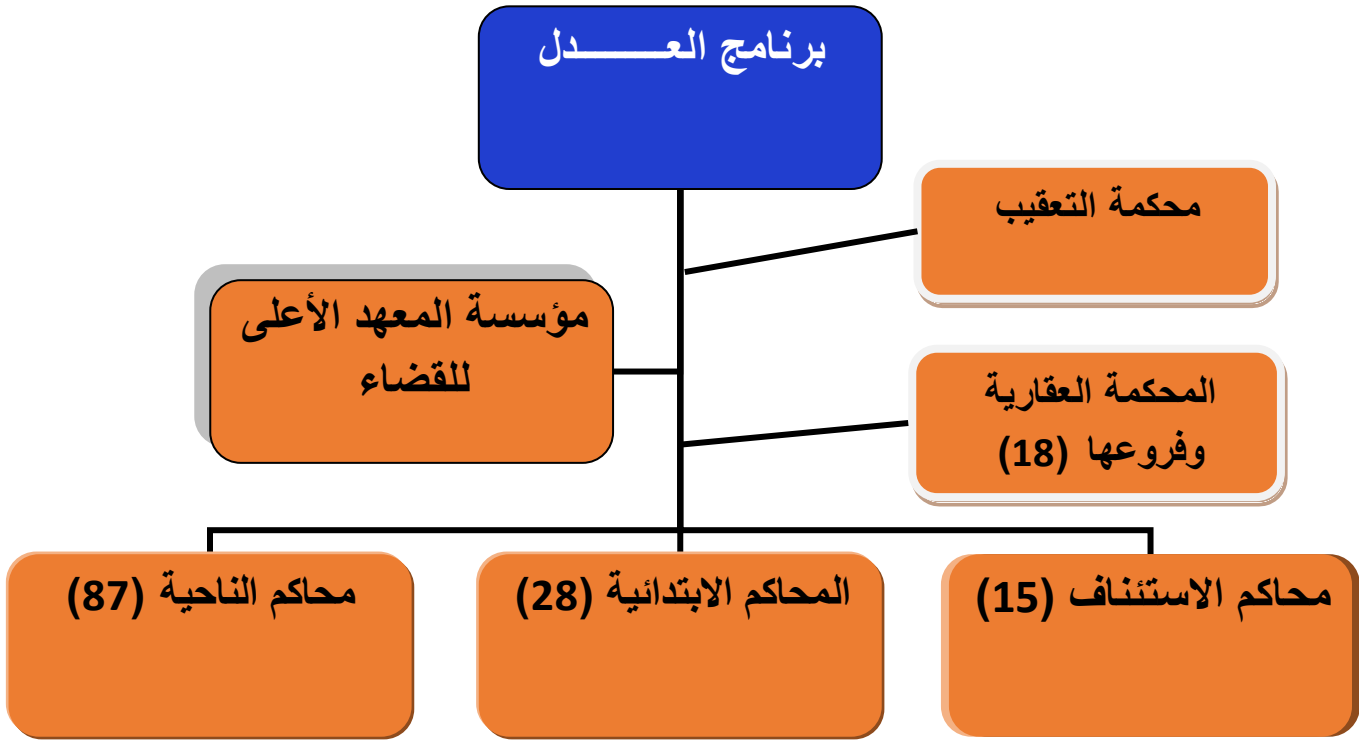 برنامج العـــــــدل
محكمة التعقيب
مؤسسة المعهد الأعلى
للقضاء
المحكمة العقارية
وفروعها (18)
محاكم الاستئناف (15)
المحاكم الابتدائية (28)
محاكم الناحية (87)